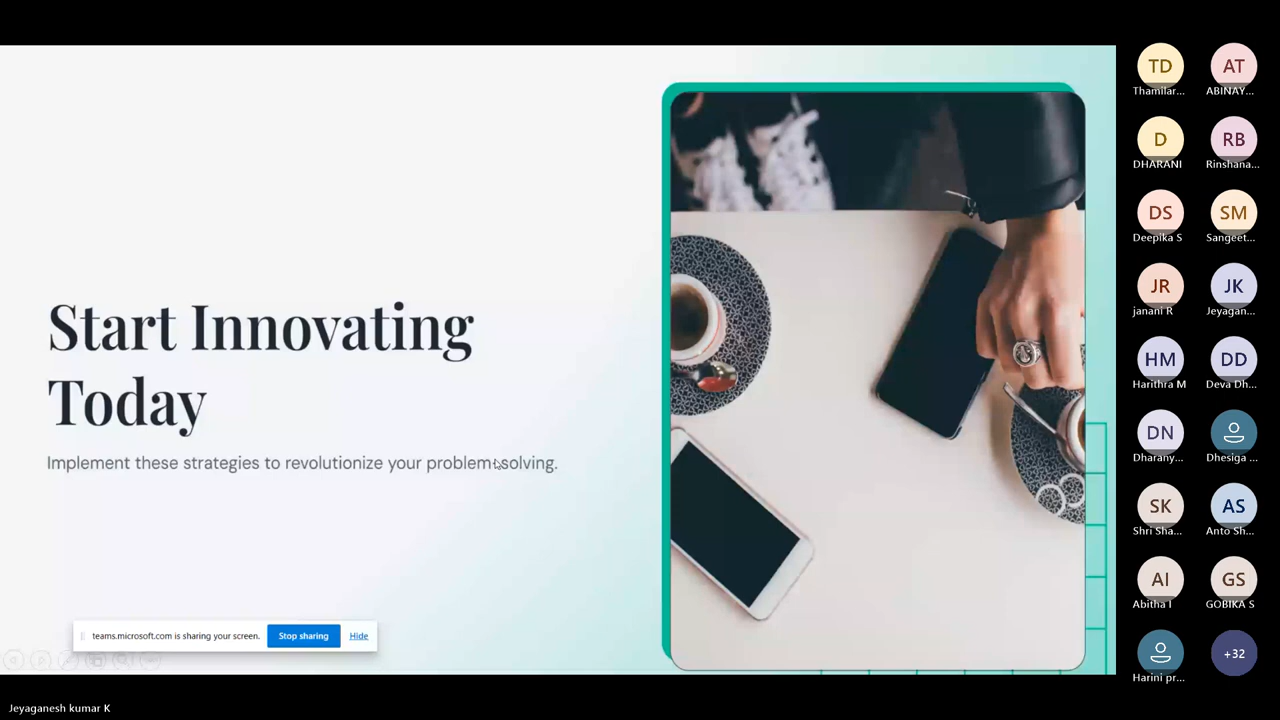 Start Innovating
Today
Implement these strategies to revolutionize your problem-solving.
teams.microsoft.com is sharing your screen.
Stop sharing
Hide
TD
AT
Thamilar...
ABINAY...
D
RB
DHARANI
Rinshana...
DS
SM
Deepika S
Sangeet...
JR
JK
janani R
Jeyagan...
HM
DD
Harithra M
Deva Dh...
DN
Dharany...
Dhesiga ...
SK
AS
Shri Sha...
Anto Sh...
AI
GS
Abitha I
GOBIKA S
+32
Harini pr...
Jeyaganesh kumar K